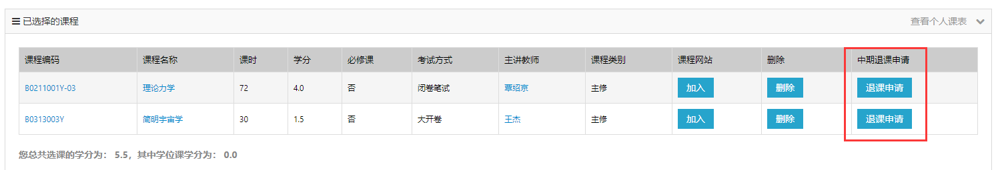 已选择的课程 查看个人课表
课程编码 课程名称 课时 学分 必修课 考试方式 主讲教师 课程类别 课程网站 删除 中期退课申请
B0211001Y-03 理论力学 72 4.0 否 闭卷笔试 覃绍京 主修 加入 删除 退课申请
B0313003Y 简明宇宙学 30 1.5 否 大开卷 王杰 主修 加入 删除 退课申请
您总共选课的学分为： 5.5，其中学位课学分为： 0.0